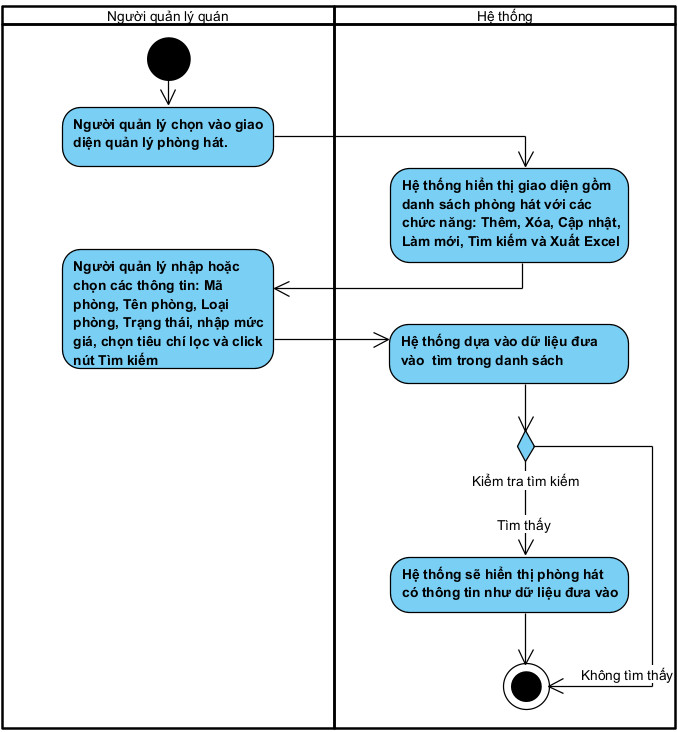 Người quản lý quán
Hệ thống
Người quản lý chọn vào giao
diện quản lý phòng hát.
Hệ thống hiển thị giao diện gồm
danh sách phòng hát với các
chức năng: Thêm, Xóa, Cập nhật,
Làm mới, Tìm kiếm và Xuất Excel
Người quản lý nhập hoặc
chọn các thông tin: Mã
phòng, Tên phòng, Loại
phòng, Trạng thái, nhập mức
giá, chọn tiêu chí lọc và click
nút Tìm kiếm
Hệ thống dựa vào dữ liệu đưa
vào tìm trong danh sách
Kiểm tra tìm kiếm
Tìm thấy
Hệ thống sẽ hiển thị phòng hát
có thông tin như dữ liệu đưa vào
Không tìm thấy